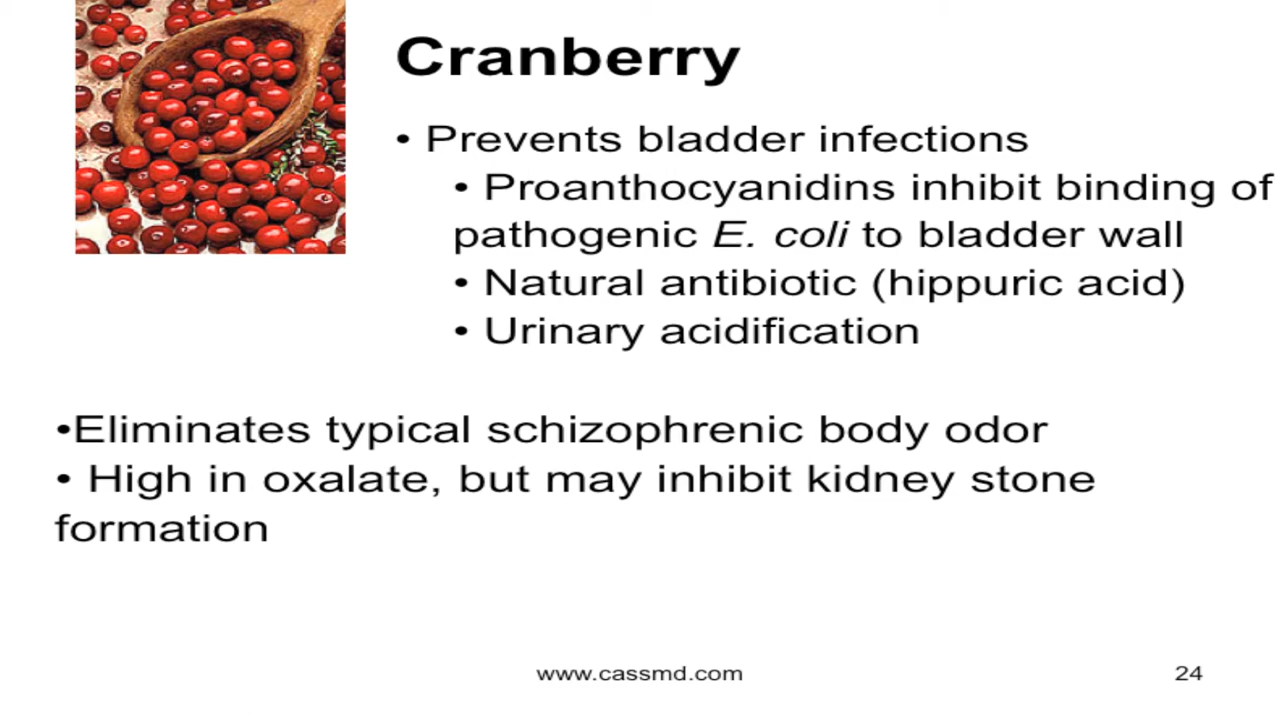 Cranberry
• Prevents bladder infections
• Proanthocyanidins inhibit binding of
pathogenic E. coli to bladder wall
• Natural antibiotic (hippuric acid)
• Urinary acidification
•Eliminates typical schizophrenic body odor
• High in oxalate, but may inhibit kidney stone
formation
www.cassmd.com
24